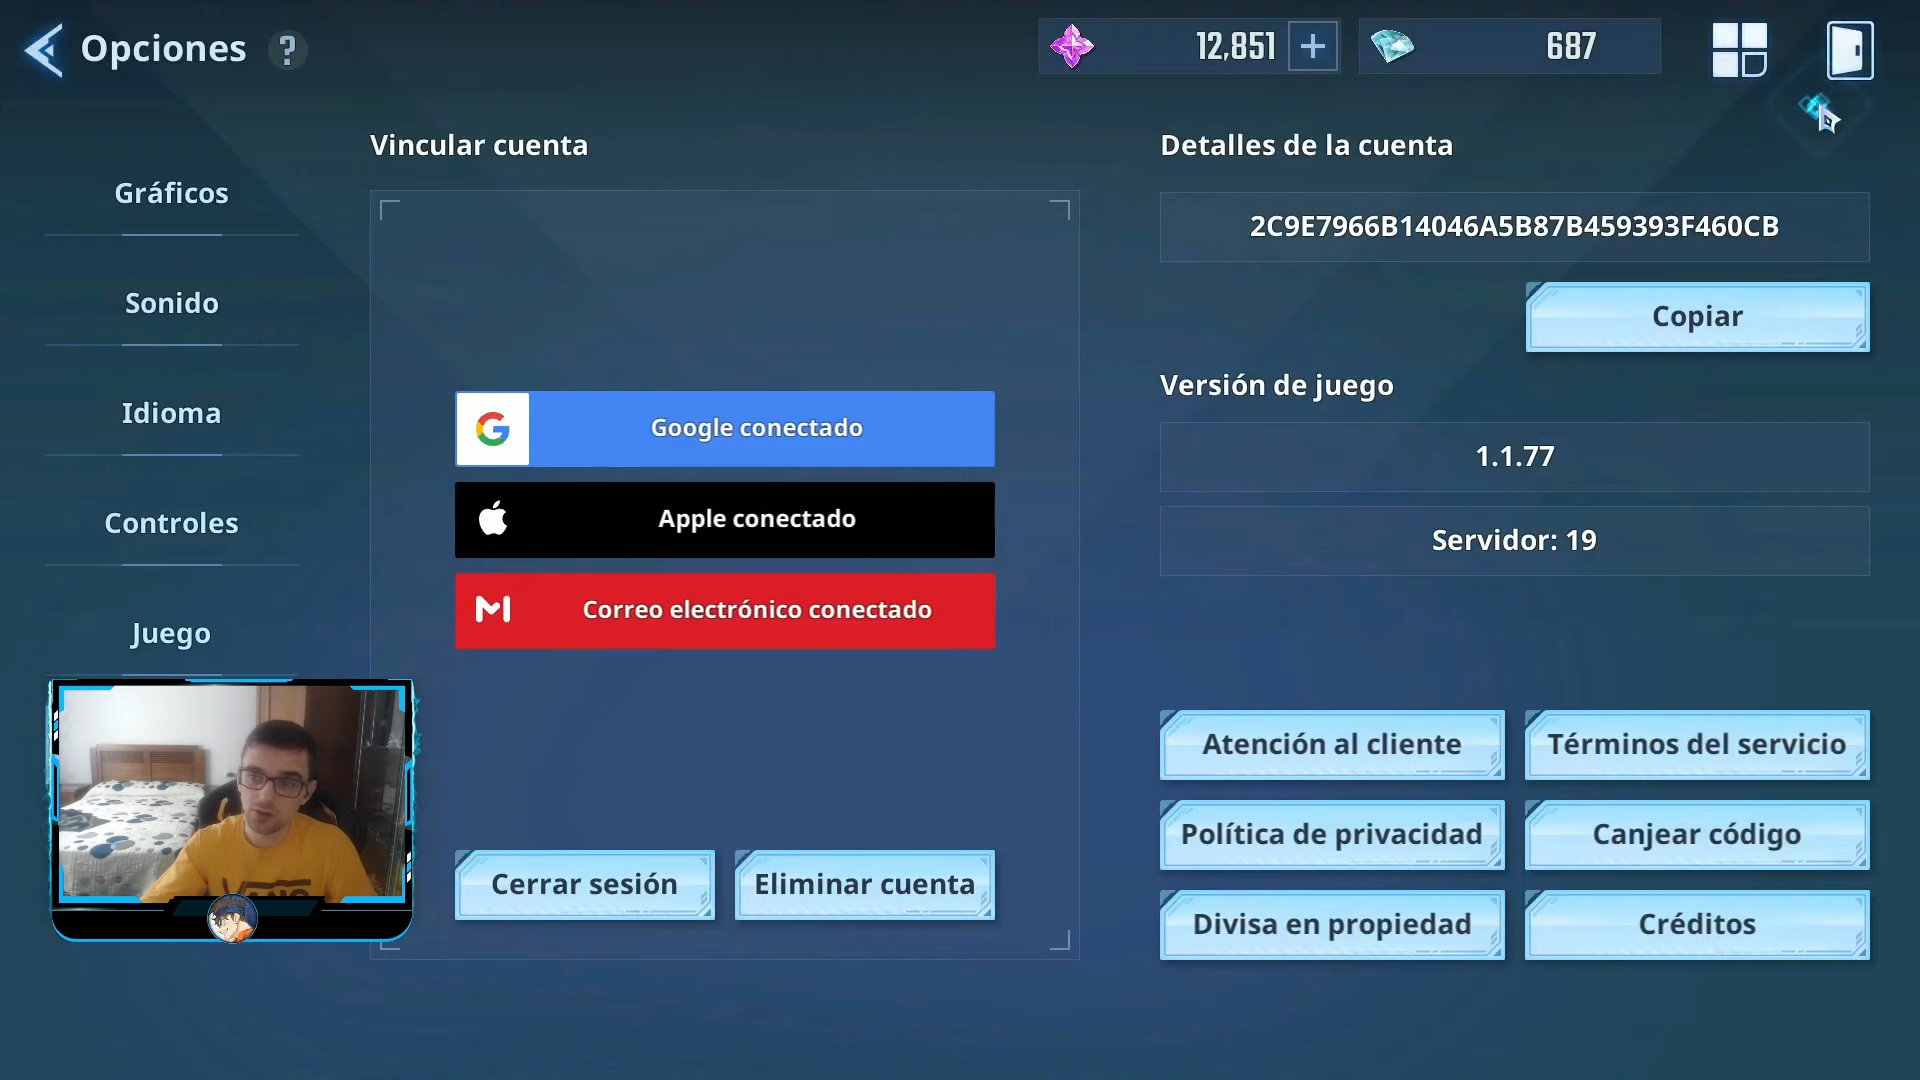 Opciones ?
12,851
687
Gráficos
Sonido
Idioma
Controles
Juego
Vincular cuenta
Google conectado
Apple conectado
Correo electrónico conectado
Cerrar sesión
Eliminar cuenta
Detalles de la cuenta
2C9E7966B14046A5B87B459393F460CB
Copiar
Versión de juego
1.1.77
Servidor: 19
Atención al cliente
Términos del servicio
Política de privacidad
Canjear código
Divisa en propiedad
Créditos